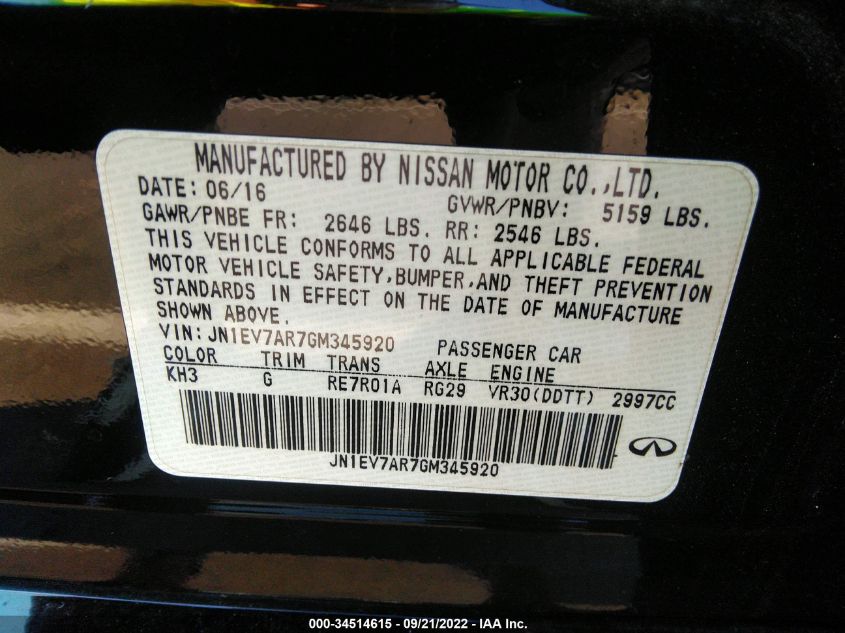 MANUFACTURED BY NISSAN MOTOR CO.,LTD.
DATE: 06/16 GVWR/PNBV: 5159 LBS.
GAWR/PNBE FR: 2646 LBS. RR: 2546 LBS.
THIS VEHICLE CONFORMS TO ALL APPLICABLE FEDERAL
MOTOR VEHICLE SAFETY,BUMPER,AND THEFT PREVENTION
STANDARDS IN EFFECT ON THE DATE OF MANUFACTURE
SHOWN ABOVE.
VIN: JN1EV7AR7GM345920 PASSENGER CAR
COLOR TRIM TRANS AXLE ENGINE
KH3 G RE7R01A RG29 VR30(DDTT) 2997CC
JN1EV7AR7GM345920
000-34514615 - 09/21/2022 - IAA Inc.